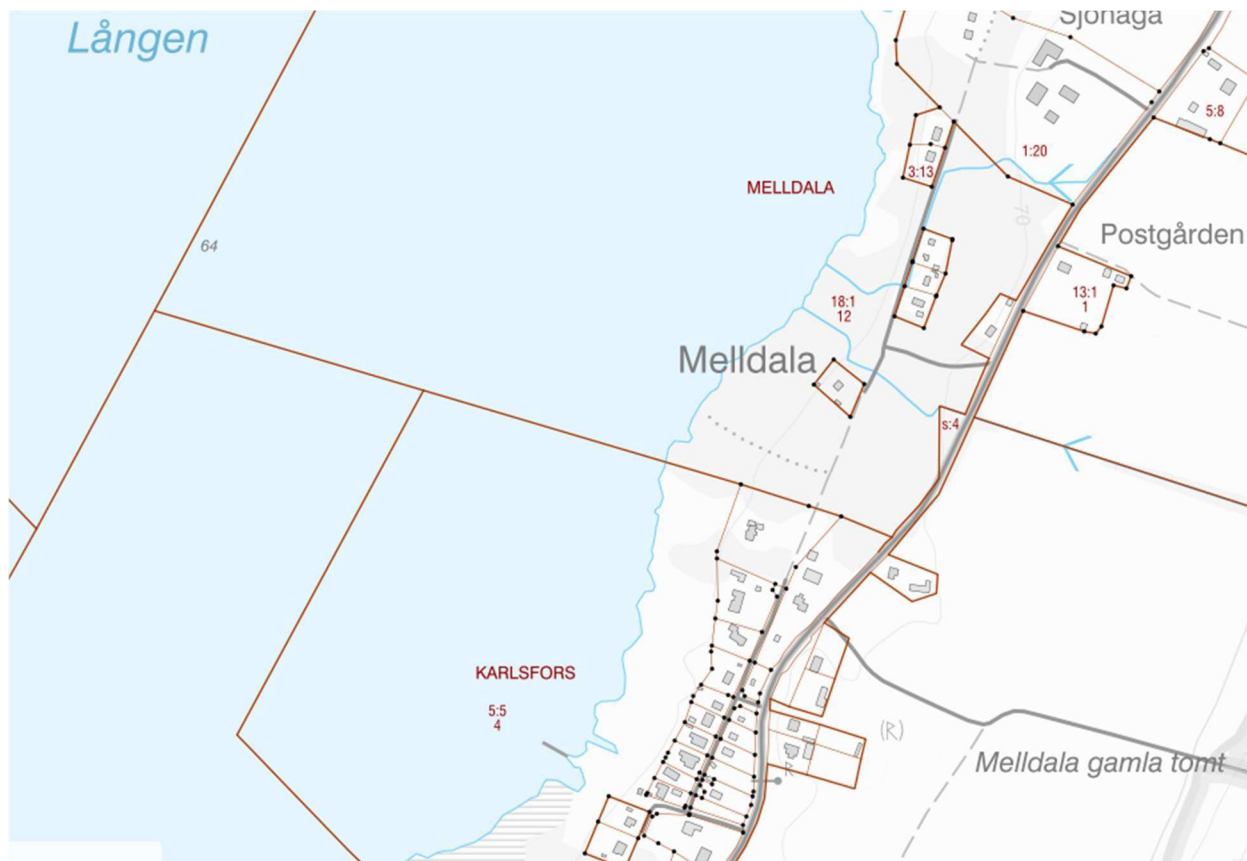 Sjöhaga
Lången
5:8
1:20
3:13
MELLDALA
70
Postgården
64
13:1
1
18:1
12
Melldala
s:4
KARLSFORS
5:5
4
(R)
Melldala gamla tomt
R